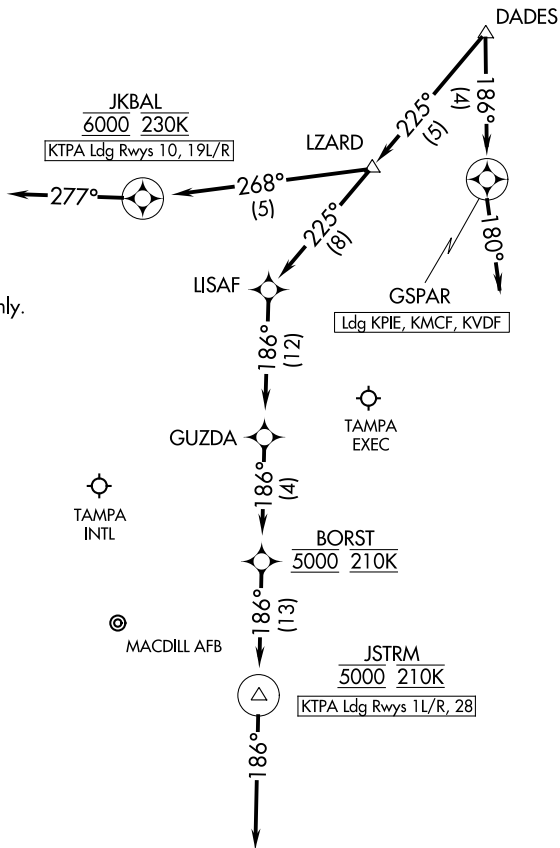 DADES
186°
(4)
225°
(5)
JKBAL
6000 230K
KTPA Ldg Rwys 10, 19L/R
LZARD
277°
268°
(5)
225°
(8)
180°
LISAF
GSPAR
Ldg KPIE, KMCF, KVDF
nly.
186°
(12)
TAMPA
EXEC
GUZDA
186°
(4)
TAMPA
INTL
BORST
5000 210K
186°
(13)
MACDILL AFB
JSTRM
5000 210K
KTPA Ldg Rwys 1L/R, 28
186°